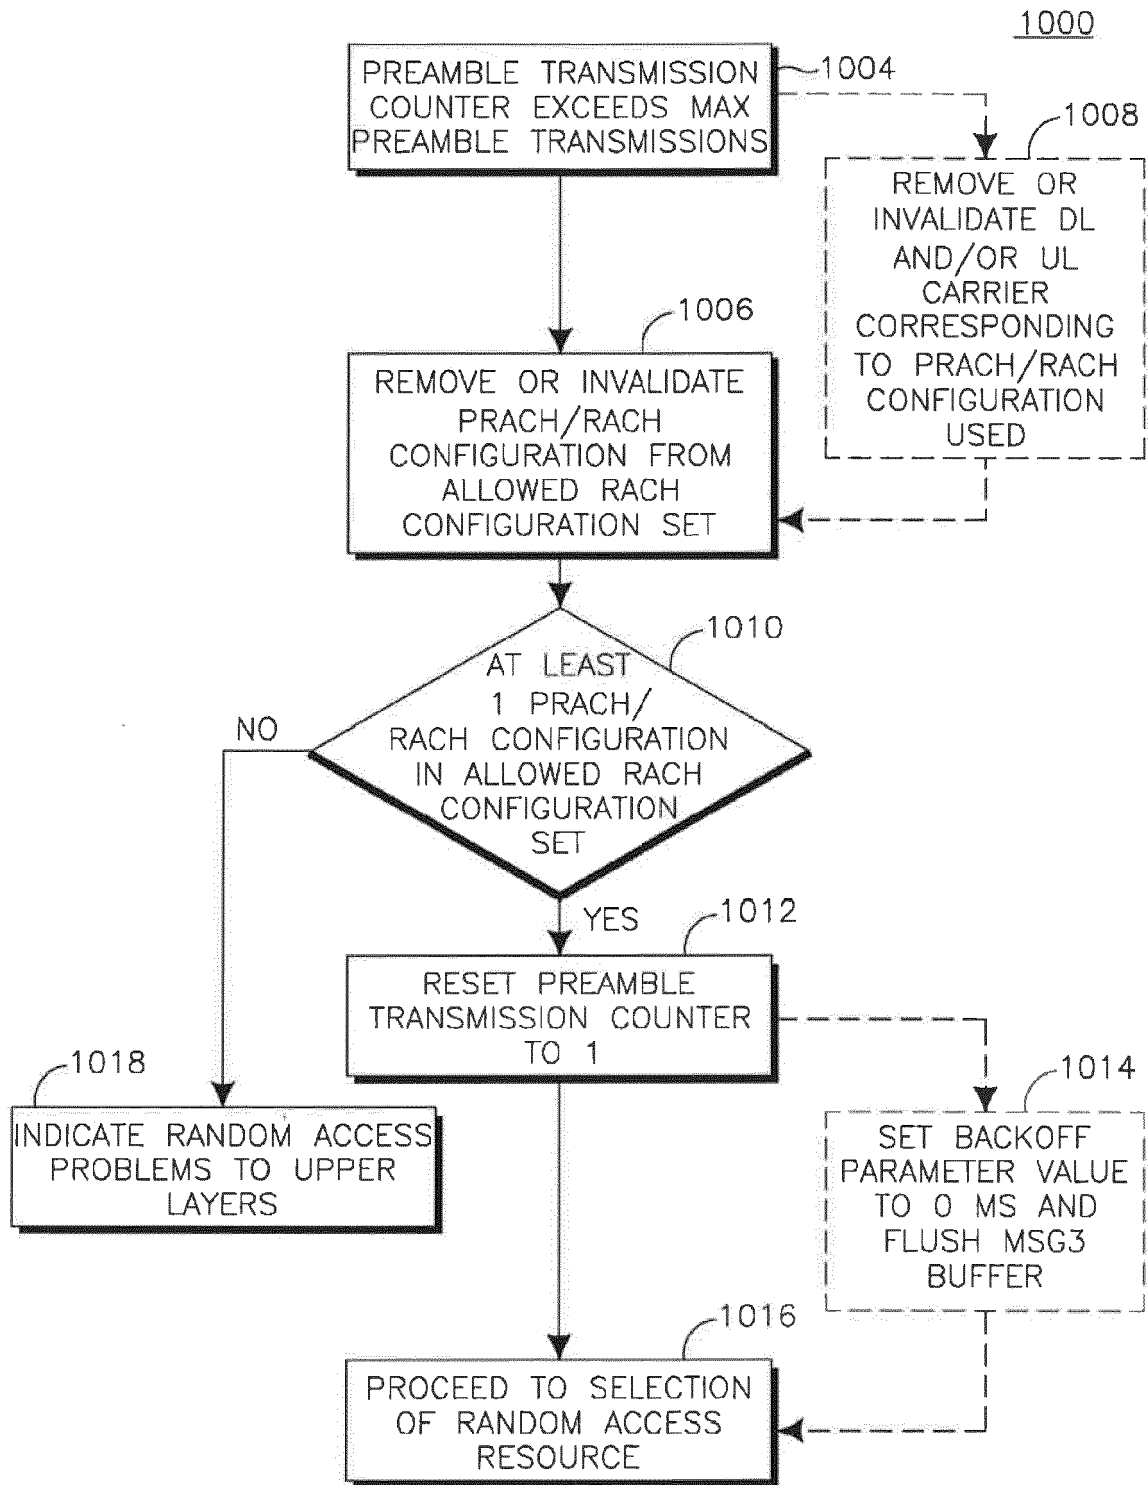 1000
PREAMBLE TRANSMISSION
COUNTER EXCEEDS MAX
PREAMBLE TRANSMISSIONS
1004
1008
REMOVE OR
INVALIDATE DL
AND/OR UL
CARRIER
CORRESPONDING
TO PRACH/RACH
CONFIGURATION
USED
1006
REMOVE OR INVALIDATE
PRACH/RACH
CONFIGURATION FROM
ALLOWED RACH
CONFIGURATION SET
1010
AT LEAST
1 PRACH/
RACH CONFIGURATION
IN ALLOWED RACH
CONFIGURATION
SET
NO
YES
1012
RESET PREAMBLE
TRANSMISSION COUNTER
TO 1
1018
INDICATE RANDOM ACCESS
PROBLEMS TO UPPER
LAYERS
1014
SET BACKOFF
PARAMETER VALUE
TO 0 MS AND
FLUSH MSG3
BUFFER
1016
PROCEED TO SELECTION
OF RANDOM ACCESS
RESOURCE